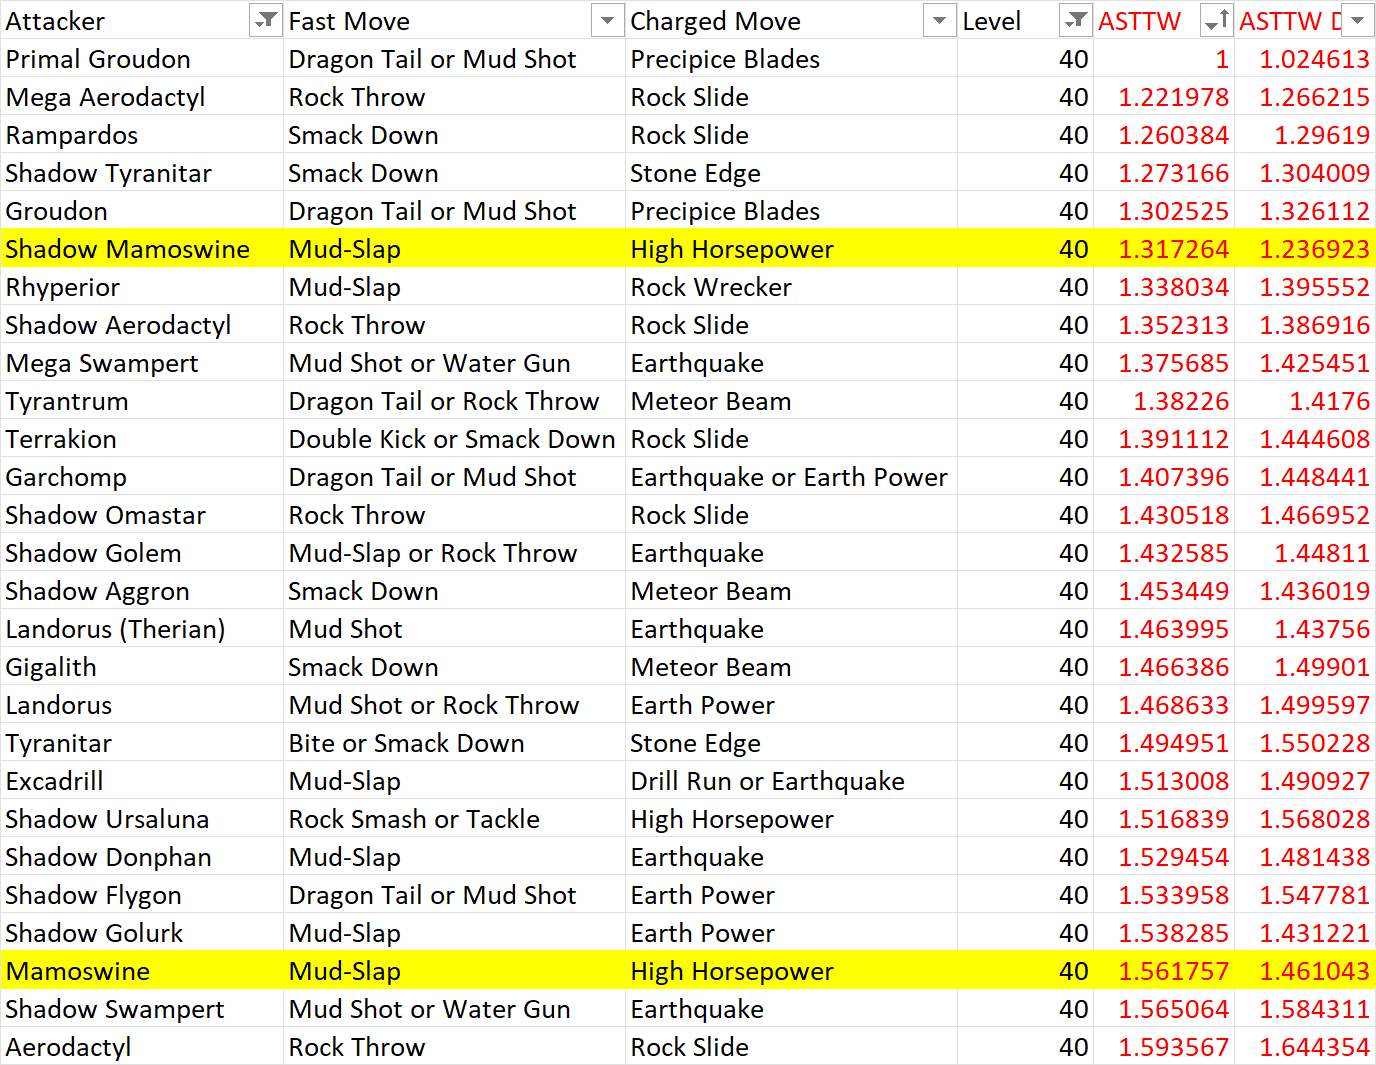 Attacker Fast Move Charged Move Level ASTTW ASTTW D
Primal Groudon Dragon Tail or Mud Shot Precipice Blades 40 1 1.024613
Mega Aerodactyl Rock Throw Rock Slide 40 1.221978 1.266215
Rampardos Smack Down Rock Slide 40 1.260384 1.29619
Shadow Tyranitar Smack Down Stone Edge 40 1.273166 1.304009
Groudon Dragon Tail or Mud Shot Precipice Blades 40 1.302525 1.326112
Shadow Mamoswine Mud-Slap High Horsepower 40 1.317264 1.236923
Rhyperior Mud-Slap Rock Wrecker 40 1.338034 1.395552
Shadow Aerodactyl Rock Throw Rock Slide 40 1.352313 1.386916
Mega Swampert Mud Shot or Water Gun Earthquake 40 1.375685 1.425451
Tyrantrum Dragon Tail or Rock Throw Meteor Beam 40 1.38226 1.4176
Terrakion Double Kick or Smack Down Rock Slide 40 1.391112 1.444608
Garchomp Dragon Tail or Mud Shot Earthquake or Earth Power 40 1.407396 1.448441
Shadow Omastar Rock Throw Rock Slide 40 1.430518 1.466952
Shadow Golem Mud-Slap or Rock Throw Earthquake 40 1.432585 1.44811
Shadow Aggron Smack Down Meteor Beam 40 1.453449 1.436019
Landorus (Therian) Mud Shot Earthquake 40 1.463995 1.43756
Gigalith Smack Down Meteor Beam 40 1.466386 1.49901
Landorus Mud Shot or Rock Throw Earth Power 40 1.468633 1.499597
Tyranitar Bite or Smack Down Stone Edge 40 1.494951 1.550228
Excadrill Mud-Slap Drill Run or Earthquake 40 1.513008 1.490927
Shadow Ursaluna Rock Smash or Tackle High Horsepower 40 1.516839 1.568028
Shadow Donphan Mud-Slap Earthquake 40 1.529454 1.481438
Shadow Flygon Dragon Tail or Mud Shot Earth Power 40 1.533958 1.547781
Shadow Golurk Mud-Slap Earth Power 40 1.538285 1.431221
Mamoswine Mud-Slap High Horsepower 40 1.561757 1.461043
Shadow Swampert Mud Shot or Water Gun Earthquake 40 1.565064 1.584311
Aerodactyl Rock Throw Rock Slide 40 1.593567 1.644354